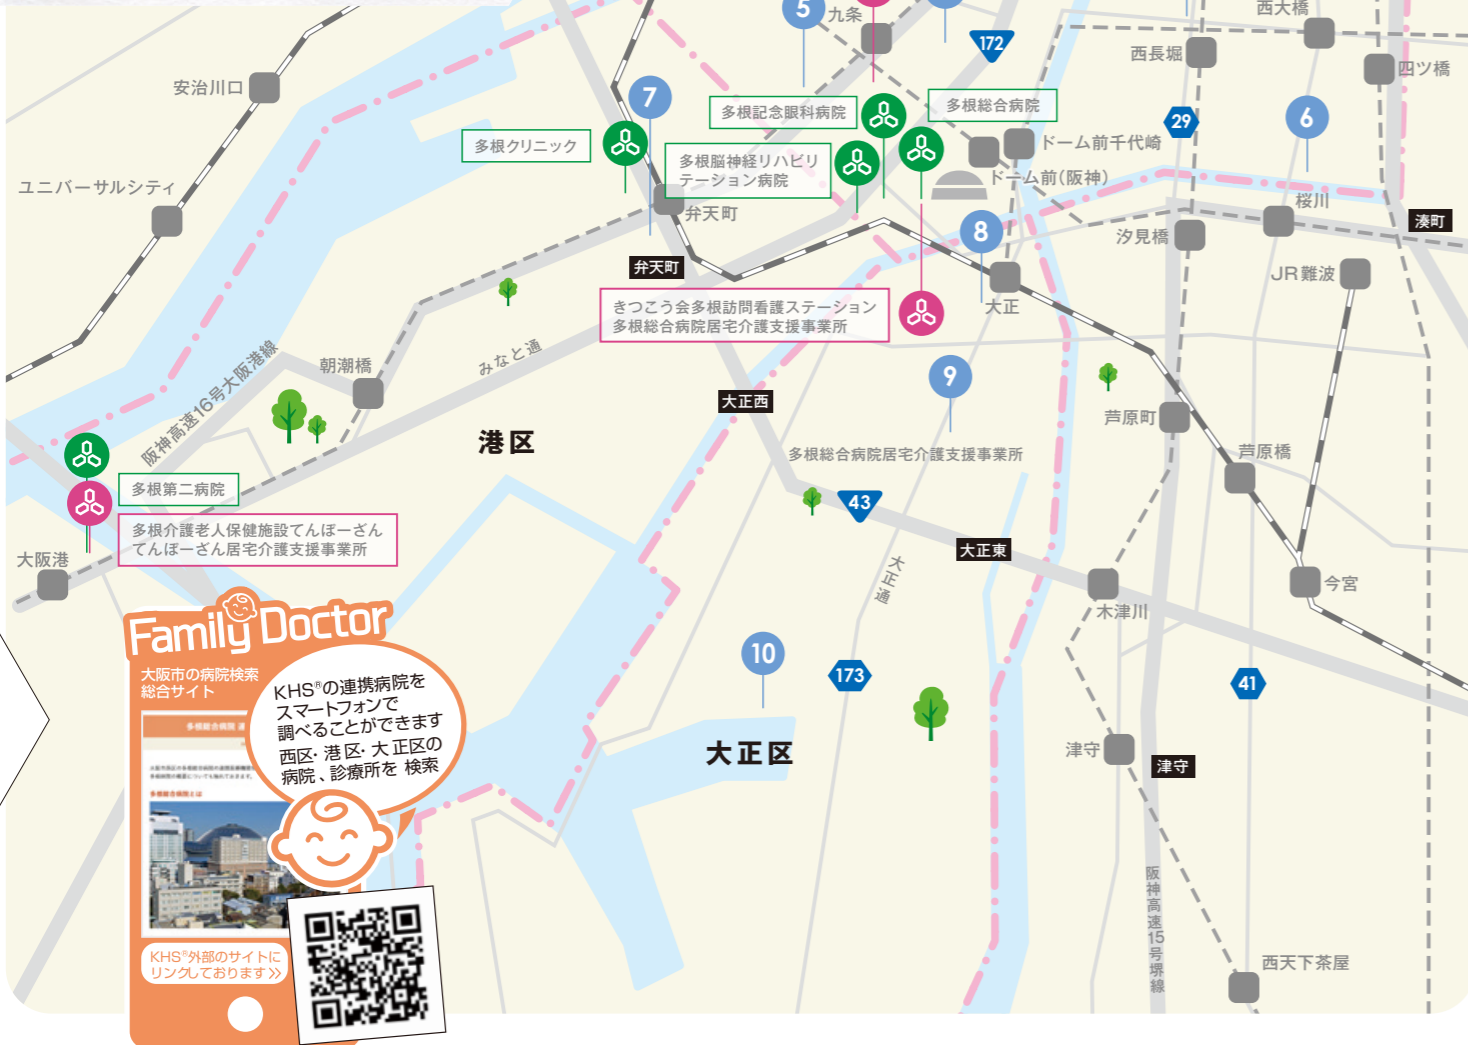 5
九条
西大橋
172
西長堀
四ツ橋
安治川口
7
多根記念眼科病院
多根総合病院
29
6
多根クリニック
多根脳神経リハビリ
テーション病院
ドーム前千代崎
ドーム前(阪神)
ユニバーサルシティ
弁天町
8
桜川
湊町
汐見橋
弁天町
JR難波
きつこう会多根訪問看護ステーション
多根総合病院居宅介護支援事業所
大正
みなと通
朝潮橋
阪神高速16号大阪港線
9
大正西
芦原町
港区
多根総合病院居宅介護支援事業所
芦原橋
多根第二病院
43
多根介護老人保健施設てんぽーざん
てんぽーざん居宅介護支援事業所
大阪港
大正東
大正通
今宮
木津川
Family Doctor
大阪市の病院検索
総合サイト
KHS®の連携病院を
スマートフォンで
調べることができます
西区・港区・大正区の
病院、診療所を 検索
10
173
41
大正区
津守
津守
多根総合病院とは
阪神高速15号堺線
KHS®外部のサイトに
リンクしております≫
西天下茶屋